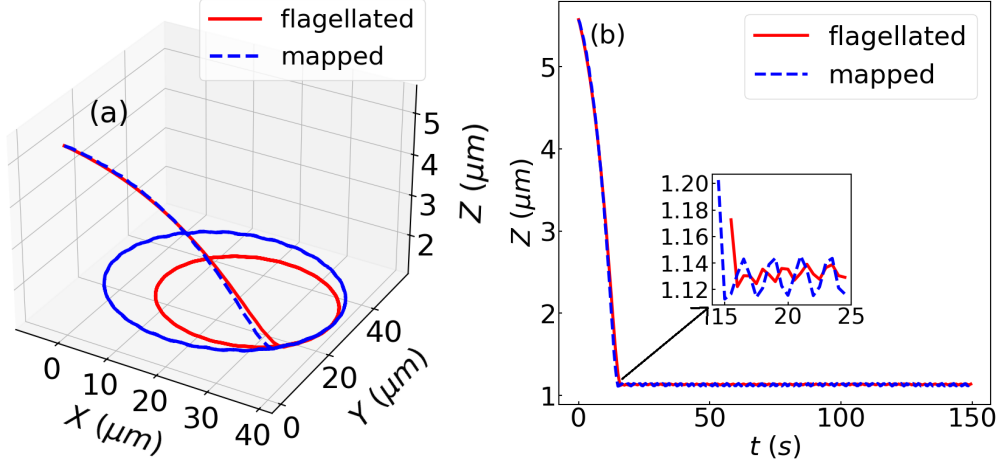 flagellated
mapped
(a)
5
4
3
2
Z (μm)
0
10
20
30
40
X (μm)
0
20
40
Y (μm)
(b)
flagellated
mapped
5
4
3
2
1
Z (μm)
0
50
100
150
t (s)
1.20
1.18
1.16
1.14
1.12
15
20
25